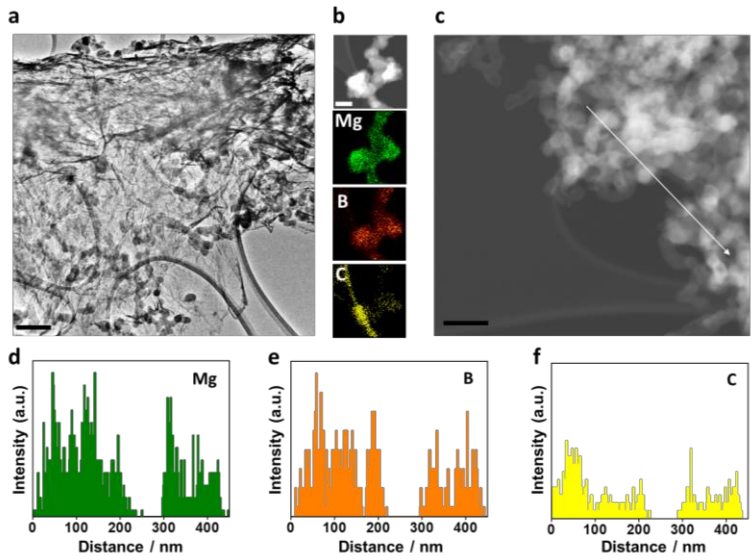 a
b
c
Mg
B
C
d
e
f
Mg
B
C
Intensity (a.u.)
Intensity (a.u.)
Intensity (a.u.)
0 100 200 300 400
0 100 200 300 400
0 100 200 300 400
Distance / nm
Distance / nm
Distance / nm